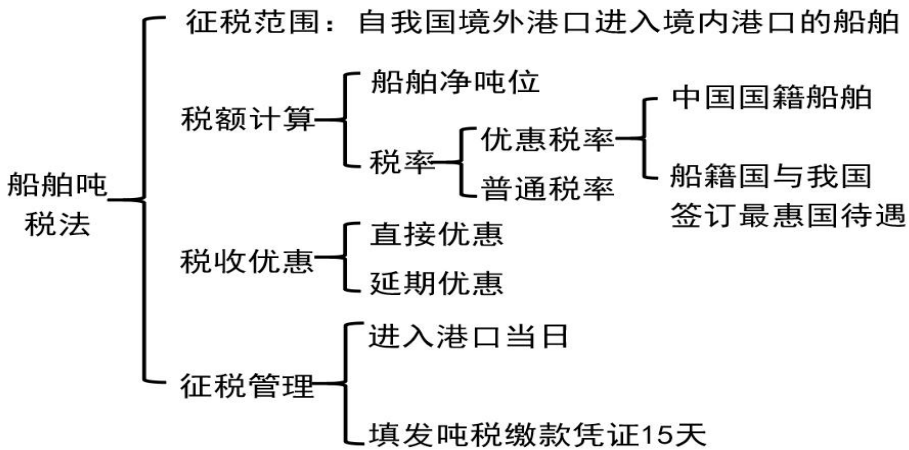 船舶吨
税法
征税范围：自我国境外港口进入境内港口的船舶
税额计算
船舶净吨位
税率
优惠税率
中国国籍船舶
船籍国与我国
签订最惠国待遇
普通税率
税收优惠
直接优惠
延期优惠
征税管理
进入港口当日
填发吨税缴款凭证15天